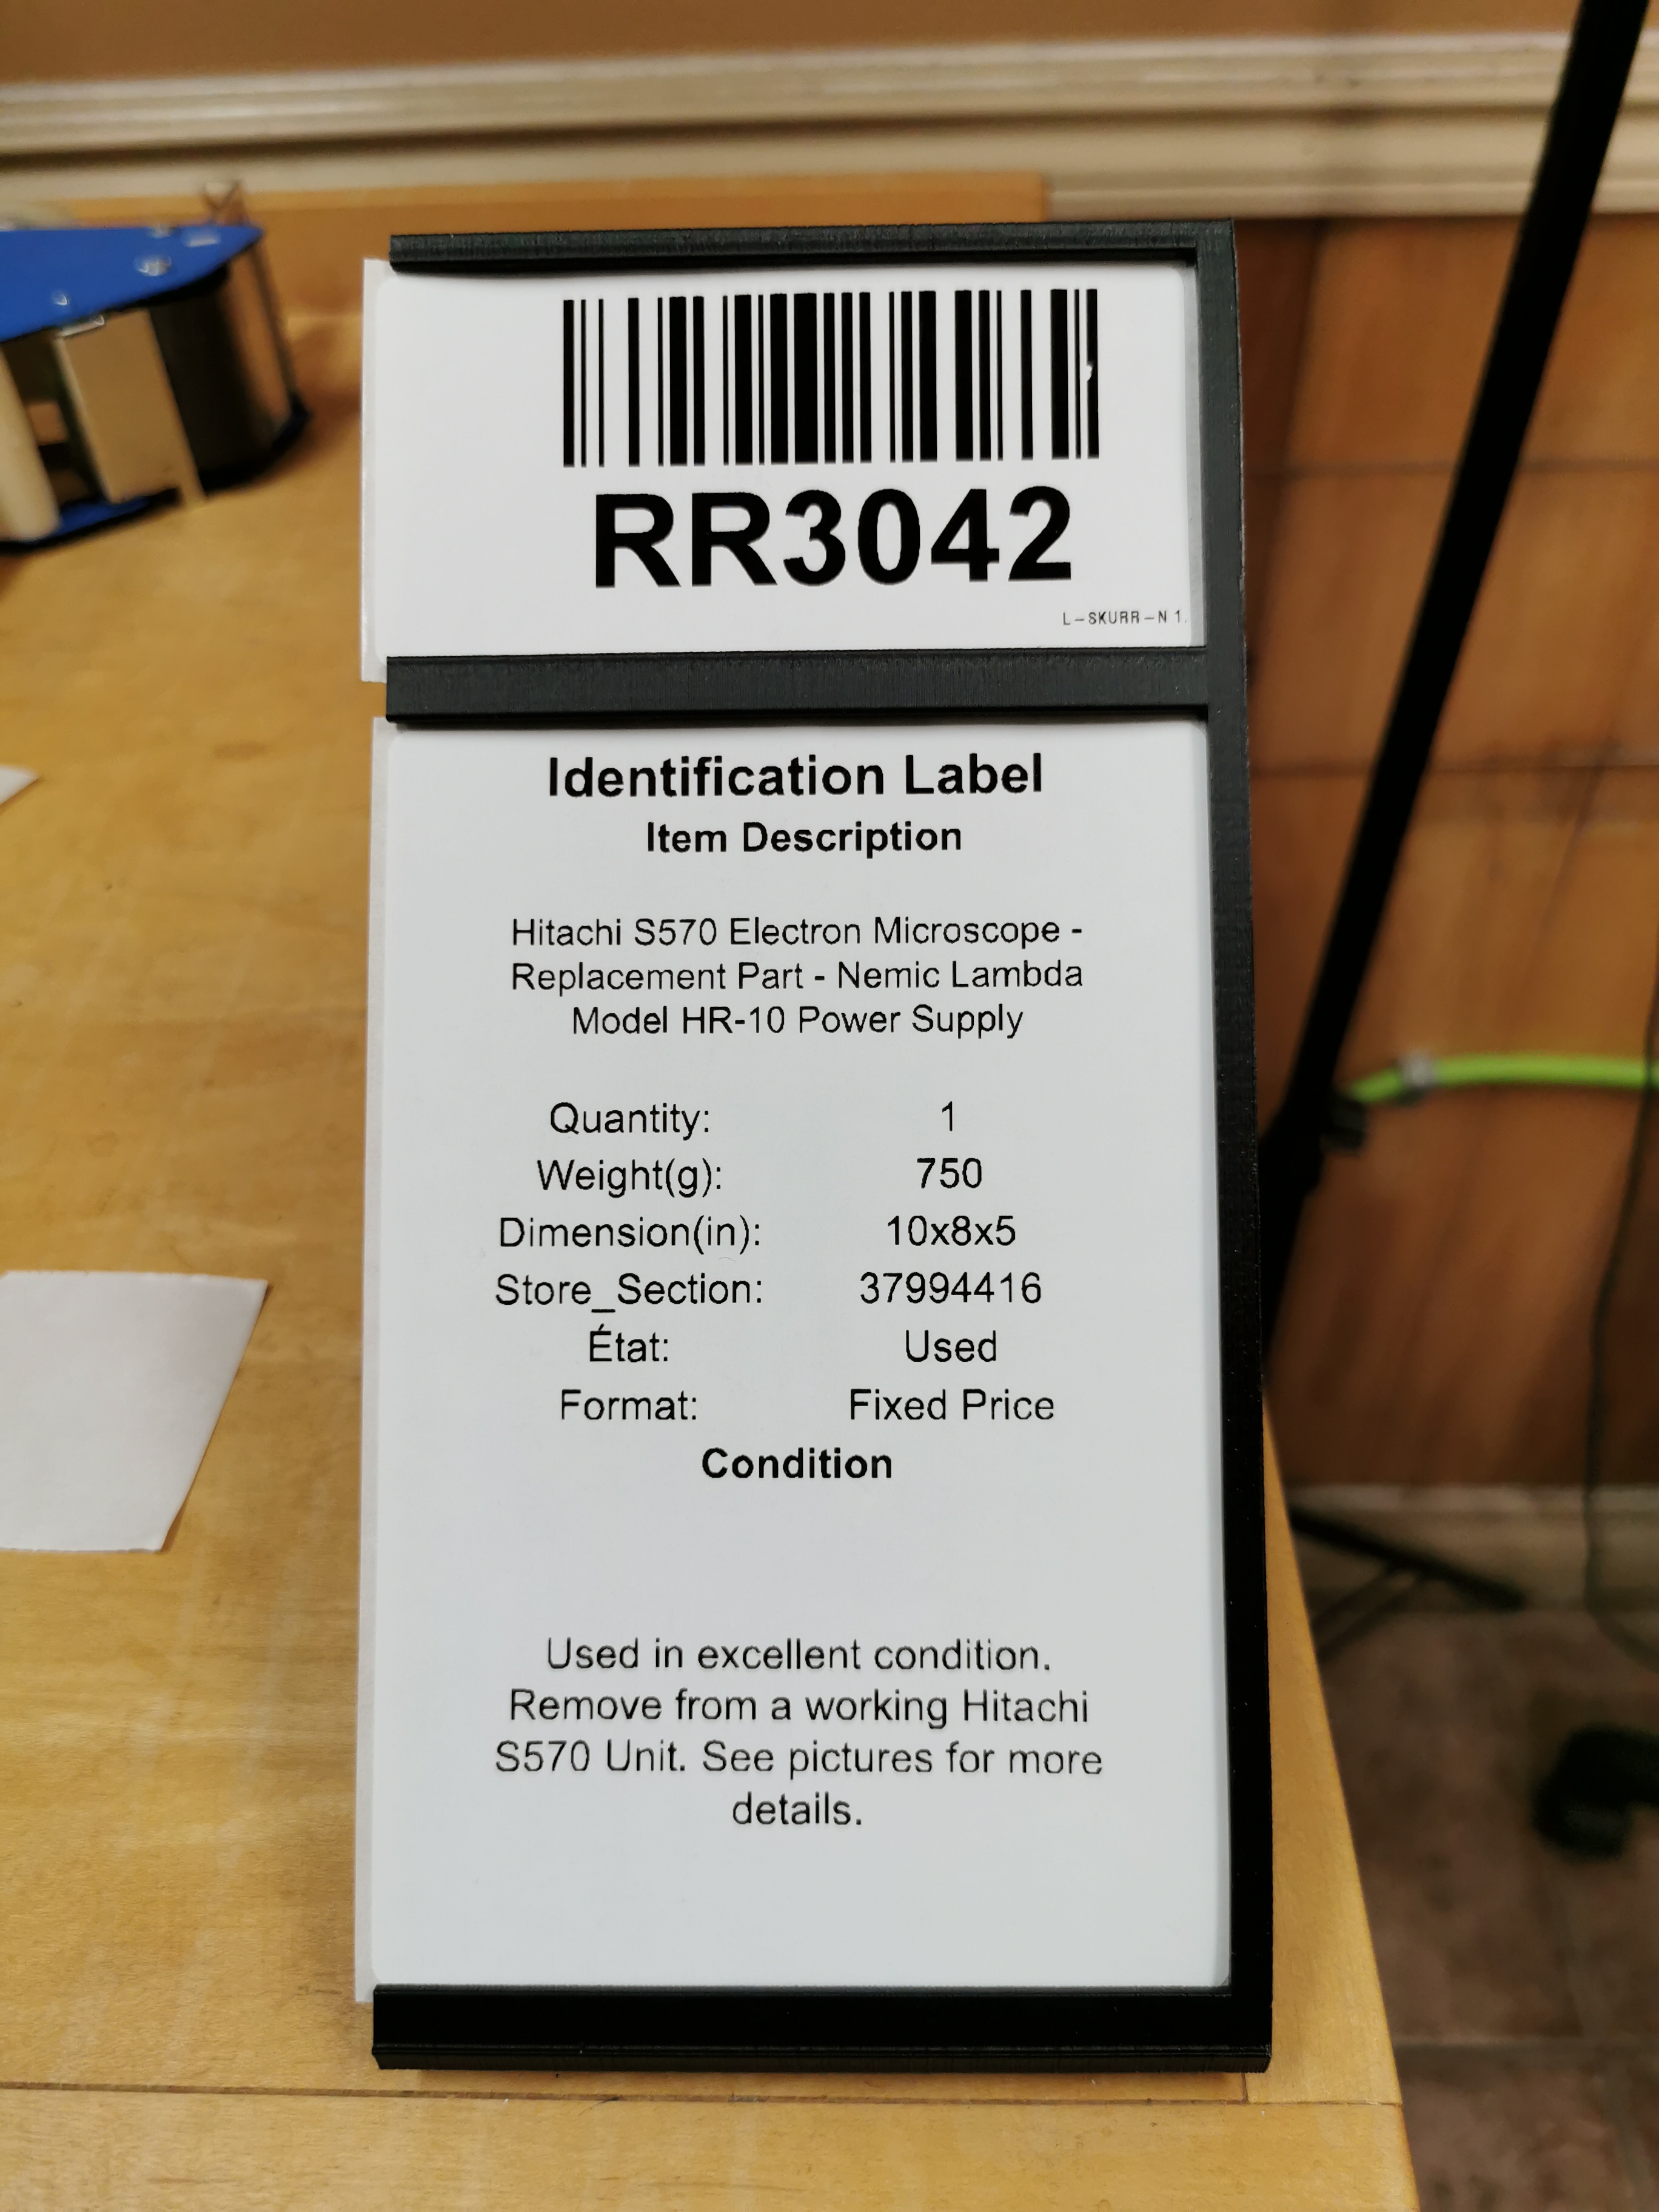 RR3042
L-SKURR-N 1.
Identification Label
Item Description
Hitachi S570 Electron Microscope -
Replacement Part - Nemic Lambda
Model HR-10 Power Supply
Quantity: 1
Weight(g): 750
Dimension(in): 10x8x5
Store_Section: 37994416
État: Used
Format: Fixed Price
Condition
Used in excellent condition.
Remove from a working Hitachi
S570 Unit. See pictures for more
details.